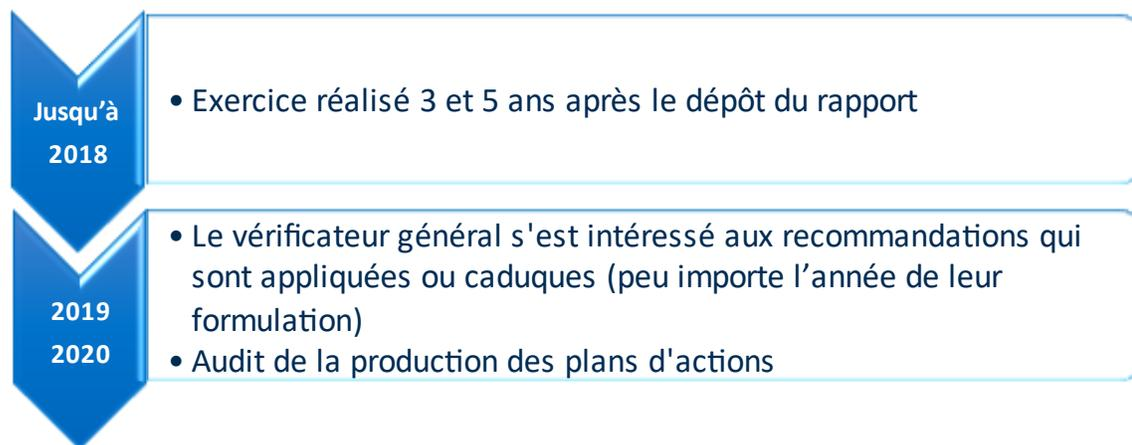 Jusqu'à
2018
• Exercice réalisé 3 et 5 ans après le dépôt du rapport
2019
2020
• Le vérificateur général s'est intéressé aux recommandations qui
sont appliquées ou caduques (peu importe l’année de leur
formulation)
• Audit de la production des plans d'actions